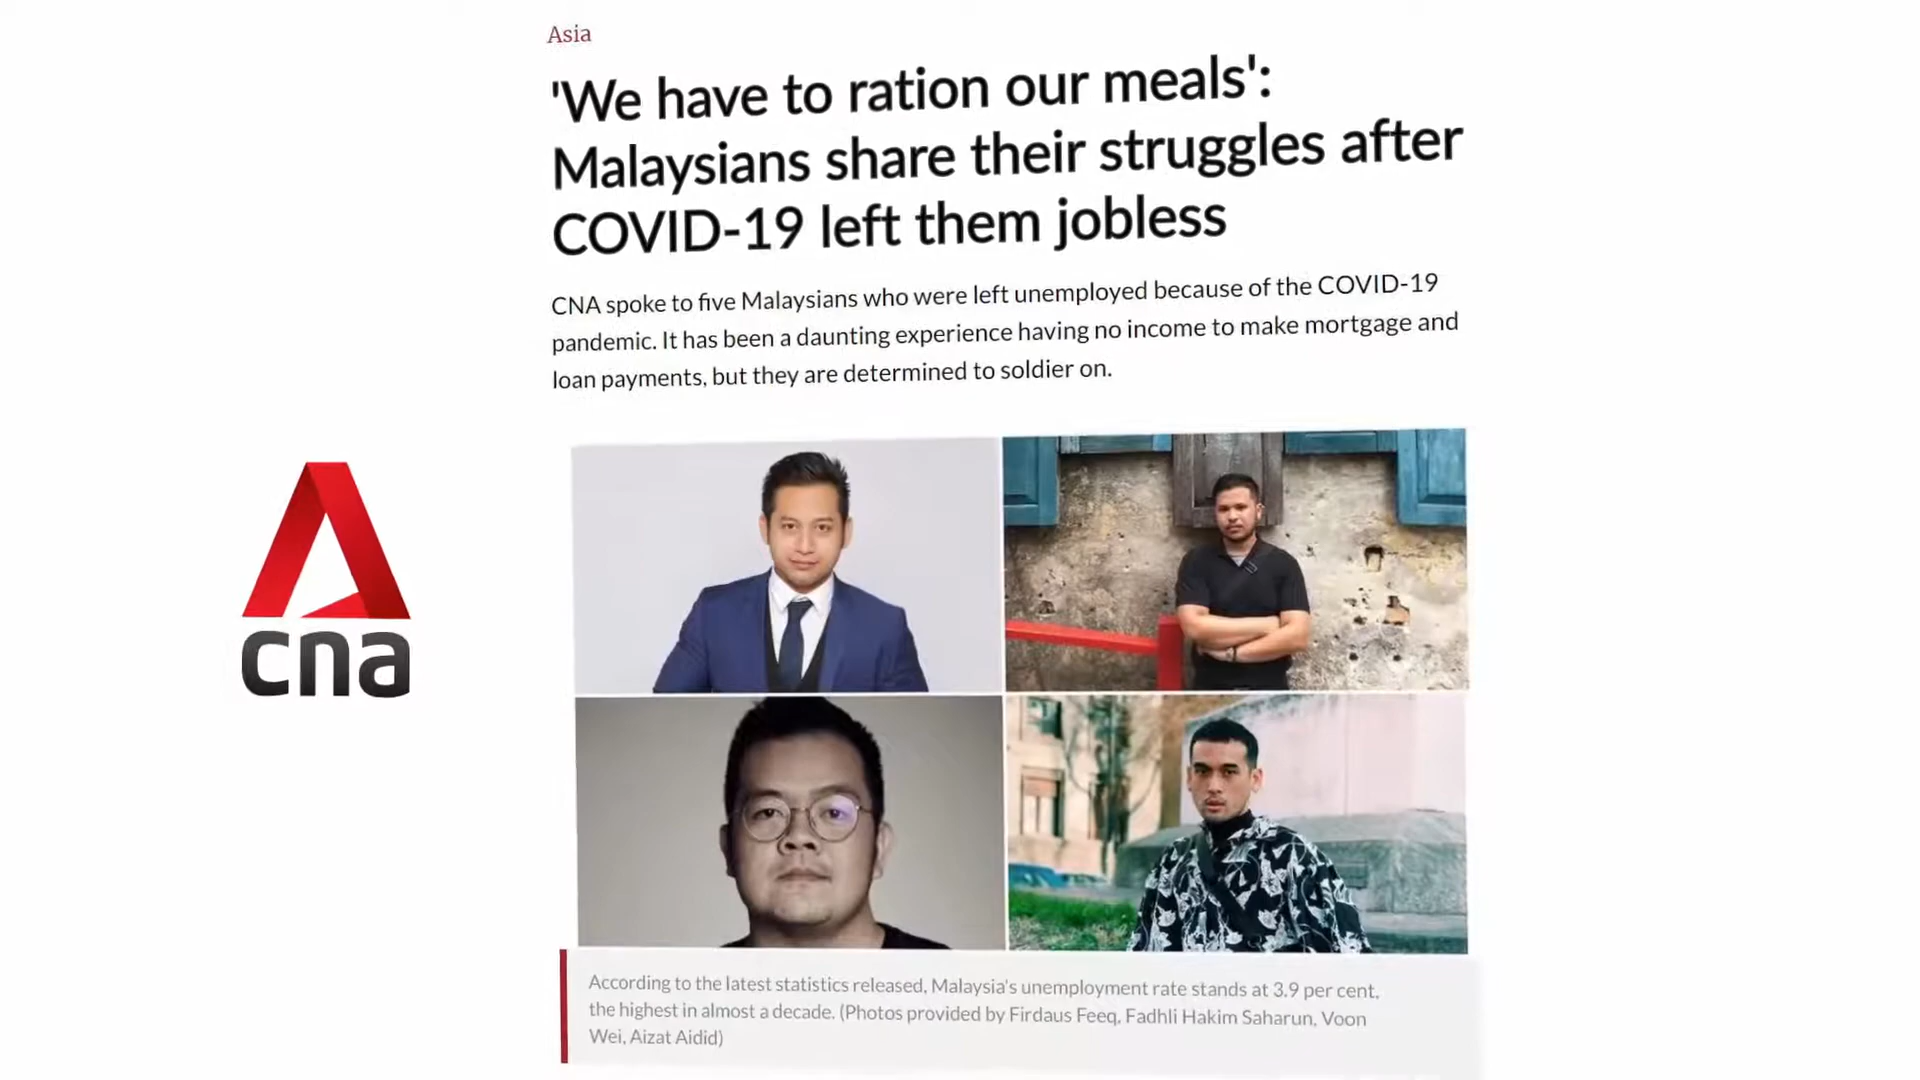 Asia
'We have to ration our meals':
Malaysians share their struggles after
COVID-19 left them jobless
CNA spoke to five Malaysians who were left unemployed because of the COVID-19
pandemic. It has been a daunting experience having no income to make mortgage and
loan payments, but they are determined to soldier on.
cna
According to the latest statistics released, Malaysia's unemployment rate stands at 3.9 per cent,
the highest in almost a decade. (Photos provided by Firdaus Feeq, Fadhli Hakim Saharun, Voon
Wei, Aizat Aidid)